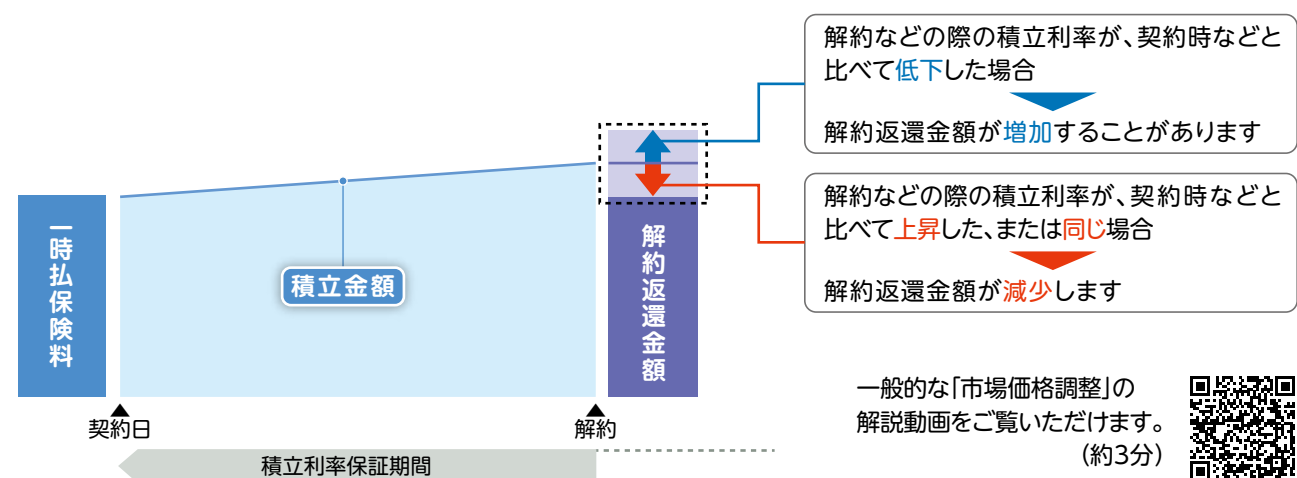 解約などの際の積立利率が、契約時などと
比べて低下した場合
解約返還金額が増加することがあります
解約などの際の積立利率が、契約時などと
比べて上昇した、または同じ場合
解約返還金額が減少します
一時払保険料
積立金額
解約返還金額
契約日
解約
積立利率保証期間
一般的な「市場価格調整」の
解説動画をご覧いただけます。
(約3分)